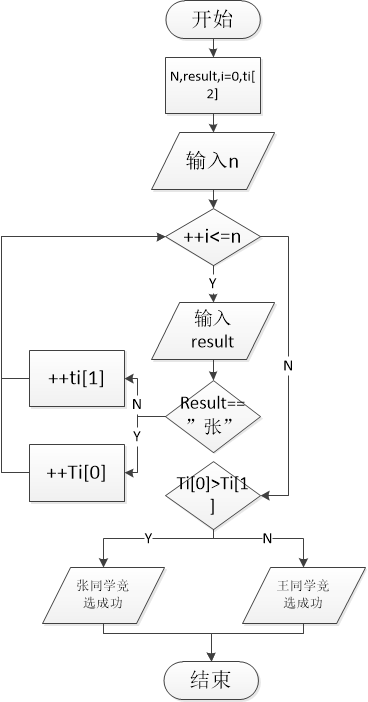 开始
N,result,i=0,ti[
2]
输入n
++i<=n
Y
输入
result
N
++ti[1]
N
Result==
”张”
Y
++Ti[0]
Ti[0]>Ti[1
]
Y
N
张同学竞
选成功
王同学竞
选成功
结束